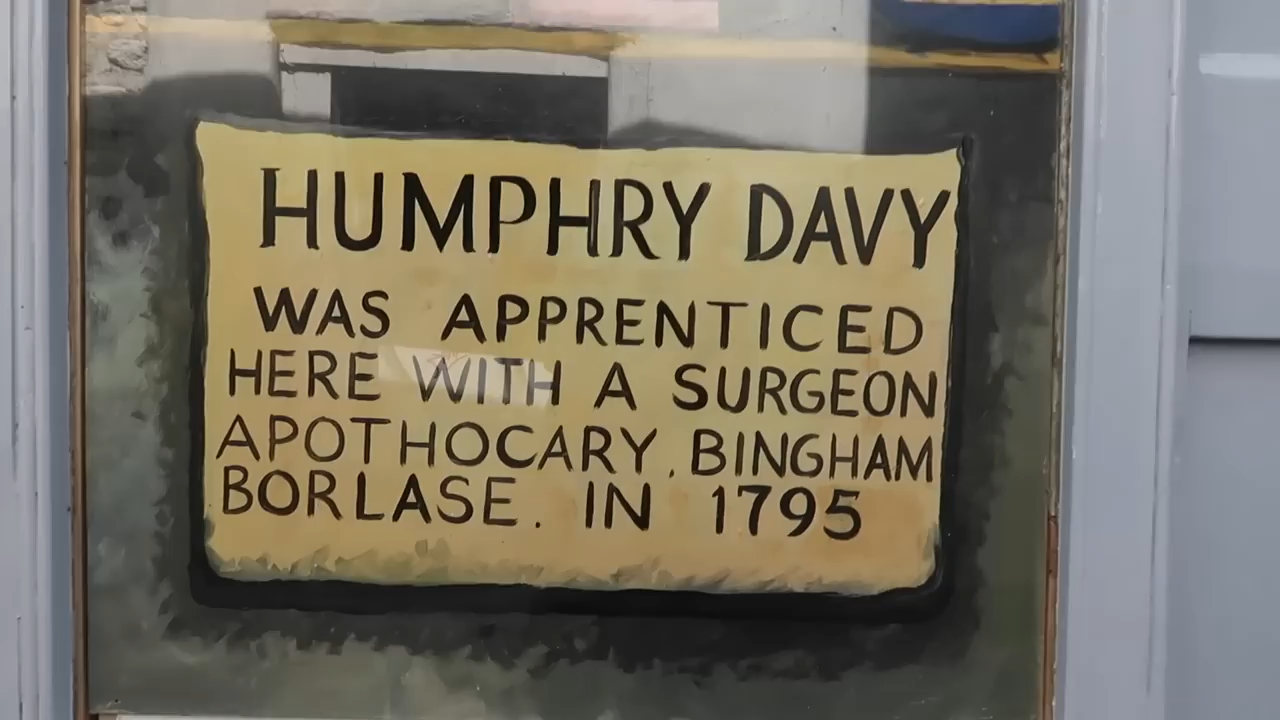 HUMPHRY DAVY
WAS APPRENTICED
HERE WITH A SURGEON
APOTHOCARY, BINGHAM
BORLASE. IN 1795